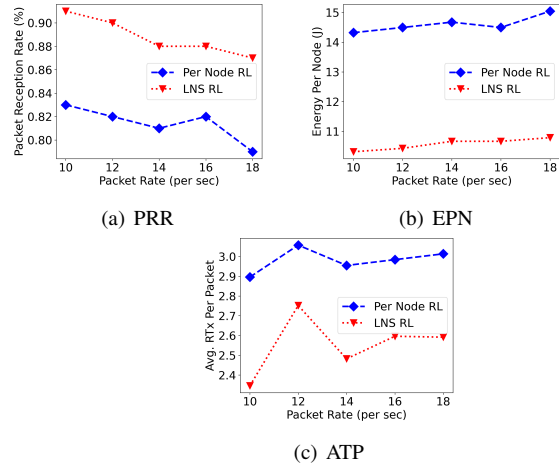 Packet Reception Rate (%)
0.90
0.88
0.86
0.84
0.82
0.80
Per Node RL
LNS RL
10 12 14 16 18
Packet Rate (per sec)
(a) PRR
Energy Per Node (J)
15
14
13
12
11
Per Node RL
LNS RL
10 12 14 16 18
Packet Rate (per sec)
(b) EPN
Avg. RTx Per Packet
3.0
2.9
2.8
2.7
2.6
2.5
2.4
Per Node RL
LNS RL
10 12 14 16 18
Packet Rate (per sec)
(c) ATP